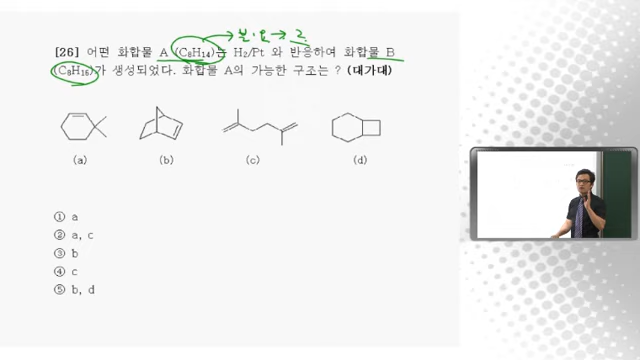 불·포 → 2.
[26] 어떤 화합물 A (C₈H₁₄)는 H₂/Pt 와 반응하여 화합물 B
(C₈H₁₆)가 생성되었다. 화합물 A의 가능한 구조는 ? (대가대)
(a) (b) (c) (d)
① a
② a, c
③ b
④ c
⑤ b, d